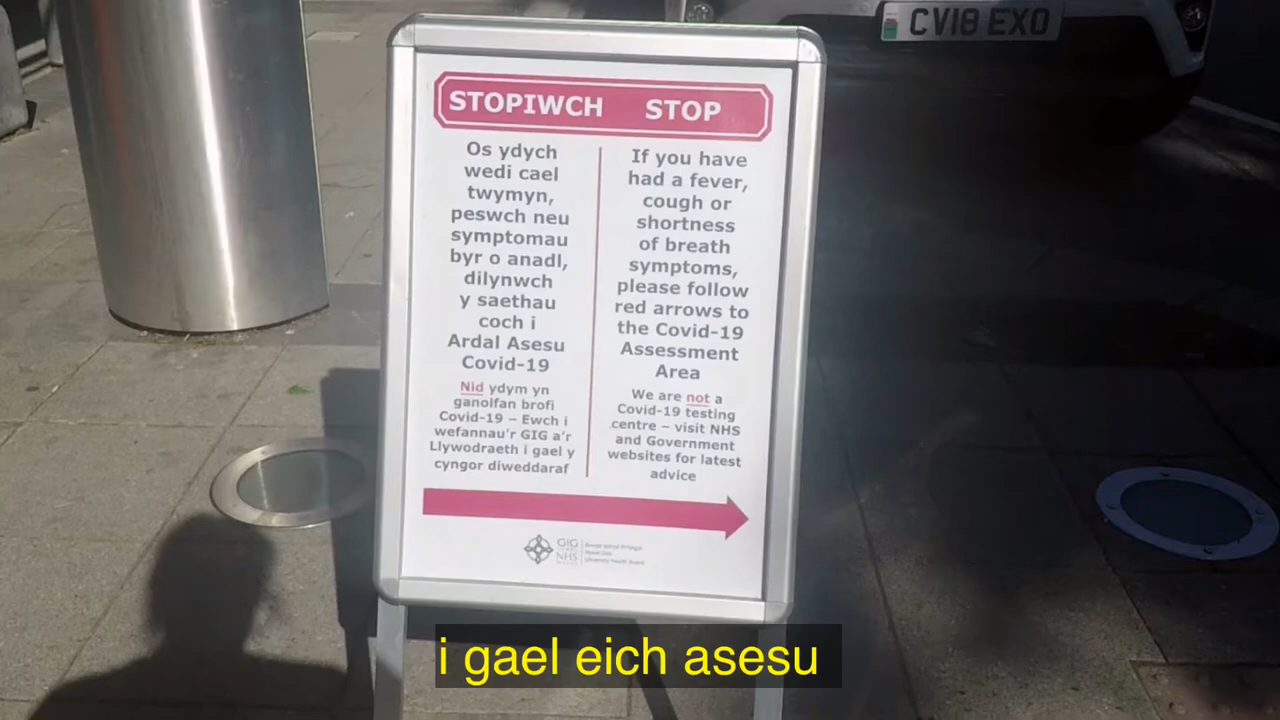 CV18 EXO
STOPIWCH STOP
Os ydych
wedi cael
twymyn,
peswch neu
symptomau
byr o anadl,
dilynwch
y saethau
coch i
Ardal Asesu
Covid-19
Nid ydym yn
ganolfan brofi
Covid-19 – Ewch i
wefannau'r GIG a'r
Llywodraeth i gael y
cyngor diweddaraf
If you have
had a fever,
cough or
shortness
of breath
symptoms,
please follow
red arrows to
the Covid-19
Assessment
Area
We are not a
Covid-19 testing
centre – visit NHS
and Government
websites for latest
advice
GIG
NHS
University Health Board
i gael eich asesu